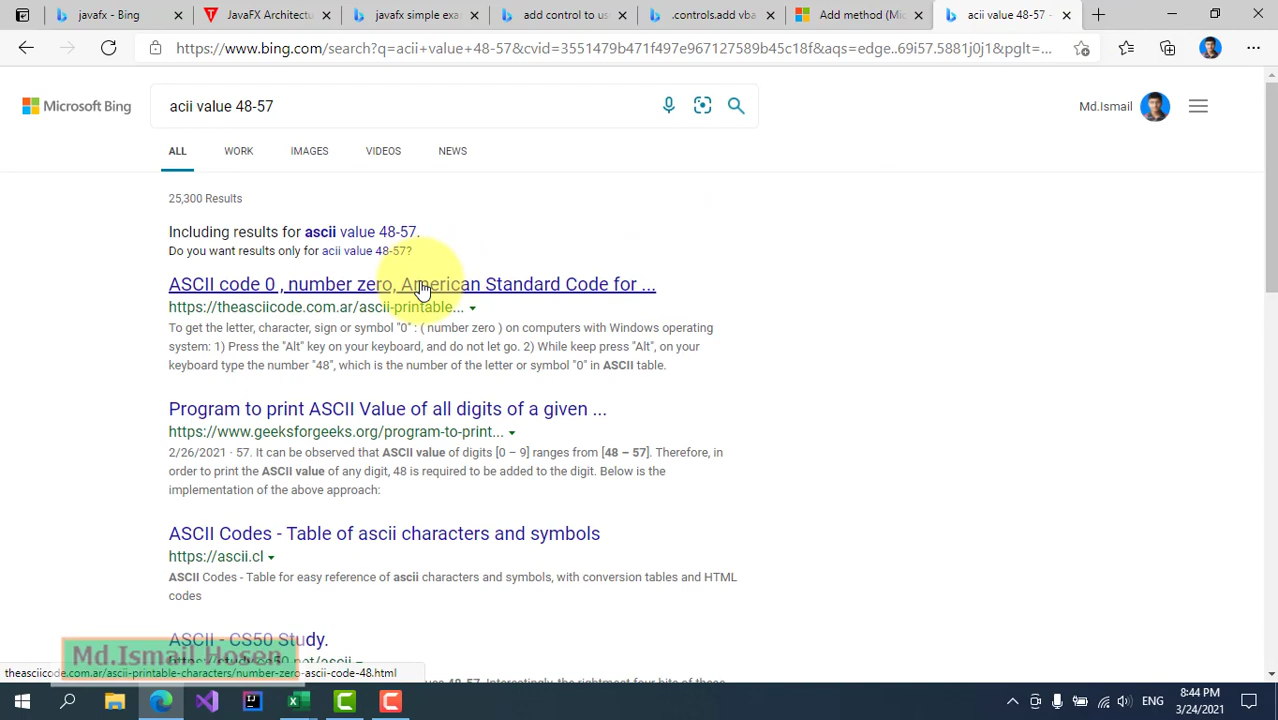 javafx - Bing
JavaFX Architectu
javafx simple exa
add control to us
.controls.add vba
Add method (Mic
acii value 48-57 -
https://www.bing.com/search?q=acii+value+48-57&cvid=3551479b471f497e967127589b45c18f&aqs=edge..69i57.5881j0j1&pglt=...
Microsoft Bing
acii value 48-57
Md.Ismail
ALL
WORK
IMAGES
VIDEOS
NEWS
25,300 Results
Including results for ascii value 48-57.
Do you want results only for acii value 48-57?
ASCII code 0 , number zero, American Standard Code for ...
https://theasciicode.com.ar/ascii-printable...
To get the letter, character, sign or symbol "0" : ( number zero ) on computers with Windows operating
system: 1) Press the "Alt" key on your keyboard, and do not let go. 2) While keep press "Alt", on your
keyboard type the number "48", which is the number of the letter or symbol "0" in ASCII table.
Program to print ASCII Value of all digits of a given ...
https://www.geeksforgeeks.org/program-to-print...
2/26/2021 · 57. It can be observed that ASCII value of digits [0 – 9] ranges from [48 – 57]. Therefore, in
order to print the ASCII value of any digit, 48 is required to be added to the digit. Below is the
implementation of the above approach:
ASCII Codes - Table of ascii characters and symbols
https://ascii.cl
ASCII Codes - Table for easy reference of ascii characters and symbols, with conversion tables and HTML
codes
ASCII - CS50 Study.
Md.Ismail Hosen
theasciicode.com.ar/ascii-printable-characters/number-zero-ascii-code-48.html
ENG
8:44 PM
3/24/2021